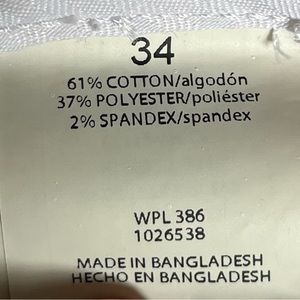 34
61% COTTON/algodón
37% POLYESTER/poliéster
2% SPANDEX/spandex
WPL 386
1026538
MADE IN BANGLADESH
HECHO EN BANGLADESH